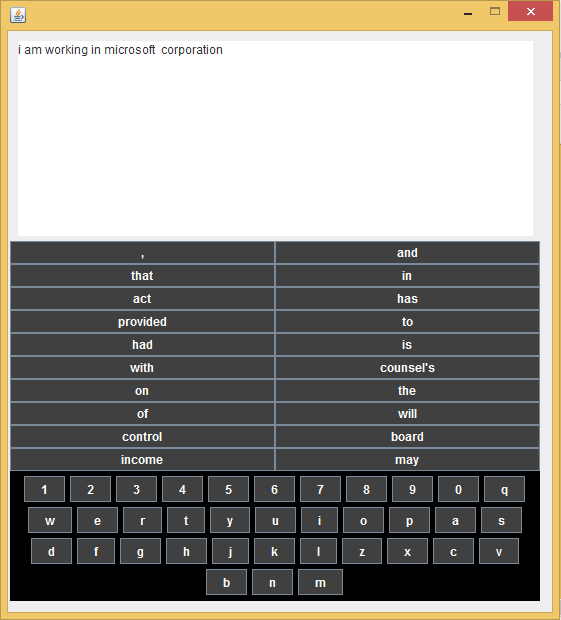 i am working in microsoft  corporation
, and
that in
act has
provided to
had is
with counsel's
on the
of will
control board
income may
1 2 3 4 5 6 7 8 9 0 q
w e r t y u i o p a s
d f g h j k l z x c v
b n m